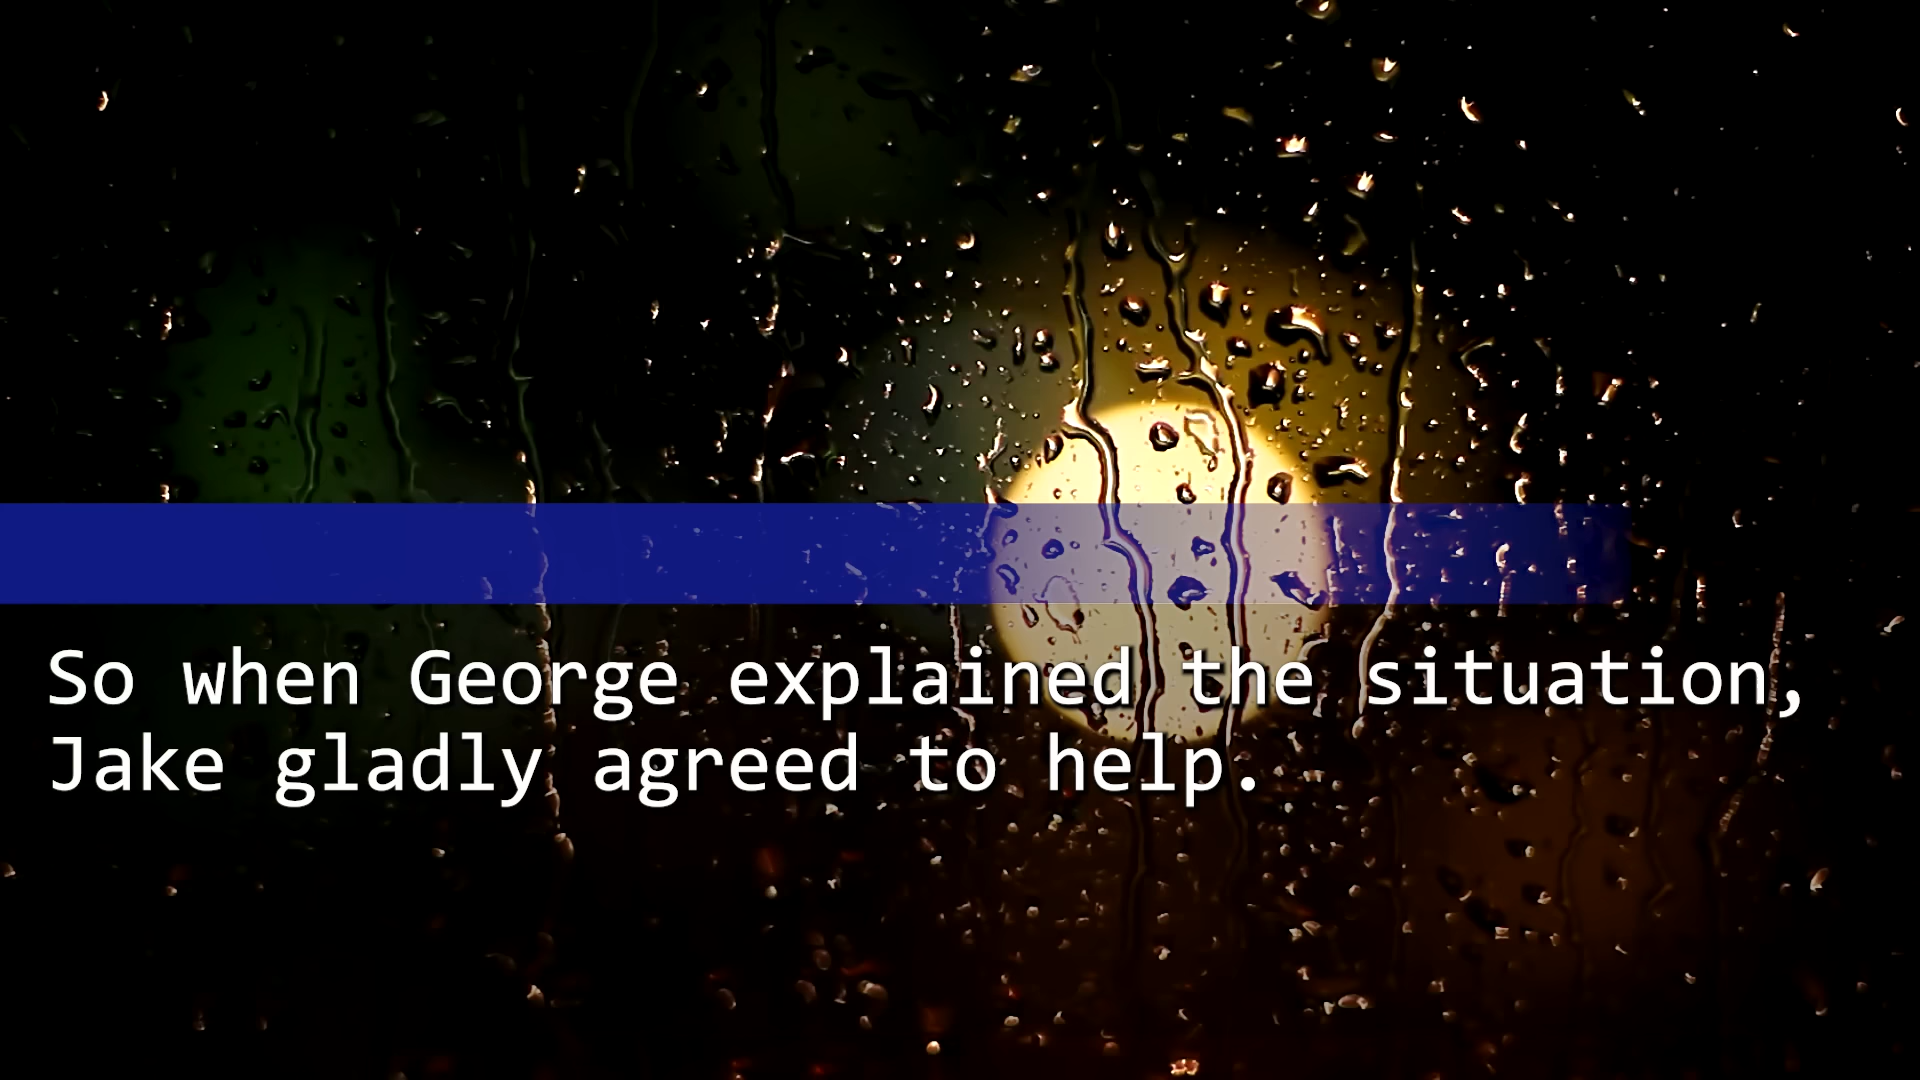 So when George explained the situation,
Jake gladly agreed to help.